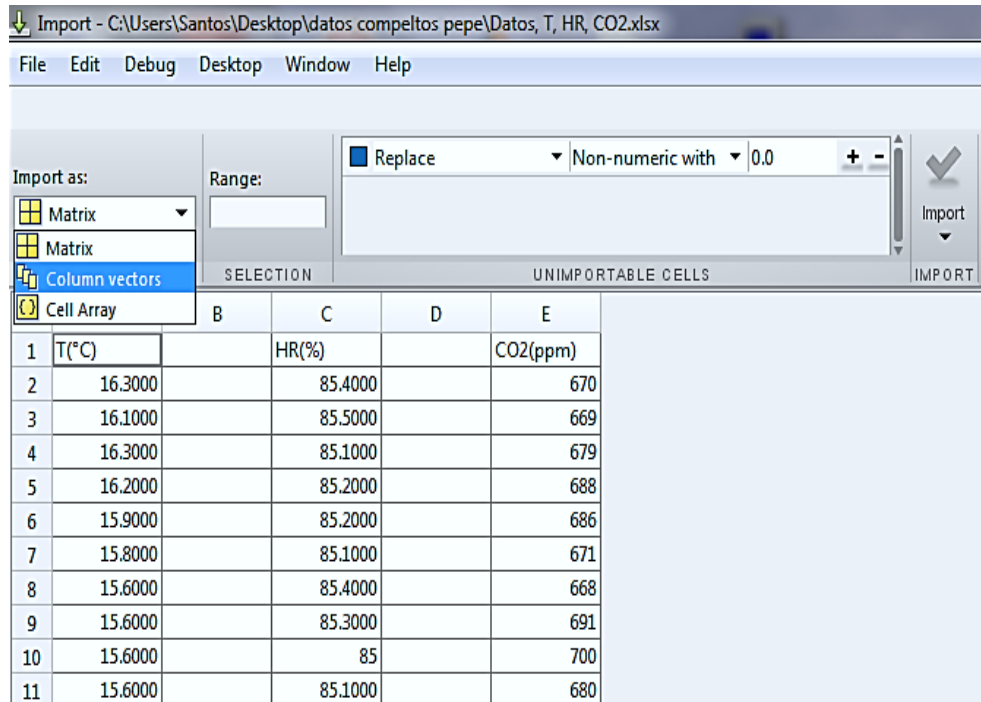 Import - C:\Users\Santos\Desktop\datos compeltos pepe\Datos, T, HR, CO2.xlsx
File Edit Debug Desktop Window Help
Import as:
Range:
Replace Non-numeric with 0.0 + -
Matrix
Import
Matrix
Column vectors
Cell Array
SELECTION UNIMPORTABLE CELLS IMPORT
B C D E
1 T(°C) HR(%) CO2(ppm)
2 16.3000 85.4000 670
3 16.1000 85.5000 669
4 16.3000 85.1000 679
5 16.2000 85.2000 688
6 15.9000 85.2000 686
7 15.8000 85.1000 671
8 15.6000 85.4000 668
9 15.6000 85.3000 691
10 15.6000 85 700
11 15.6000 85.1000 680